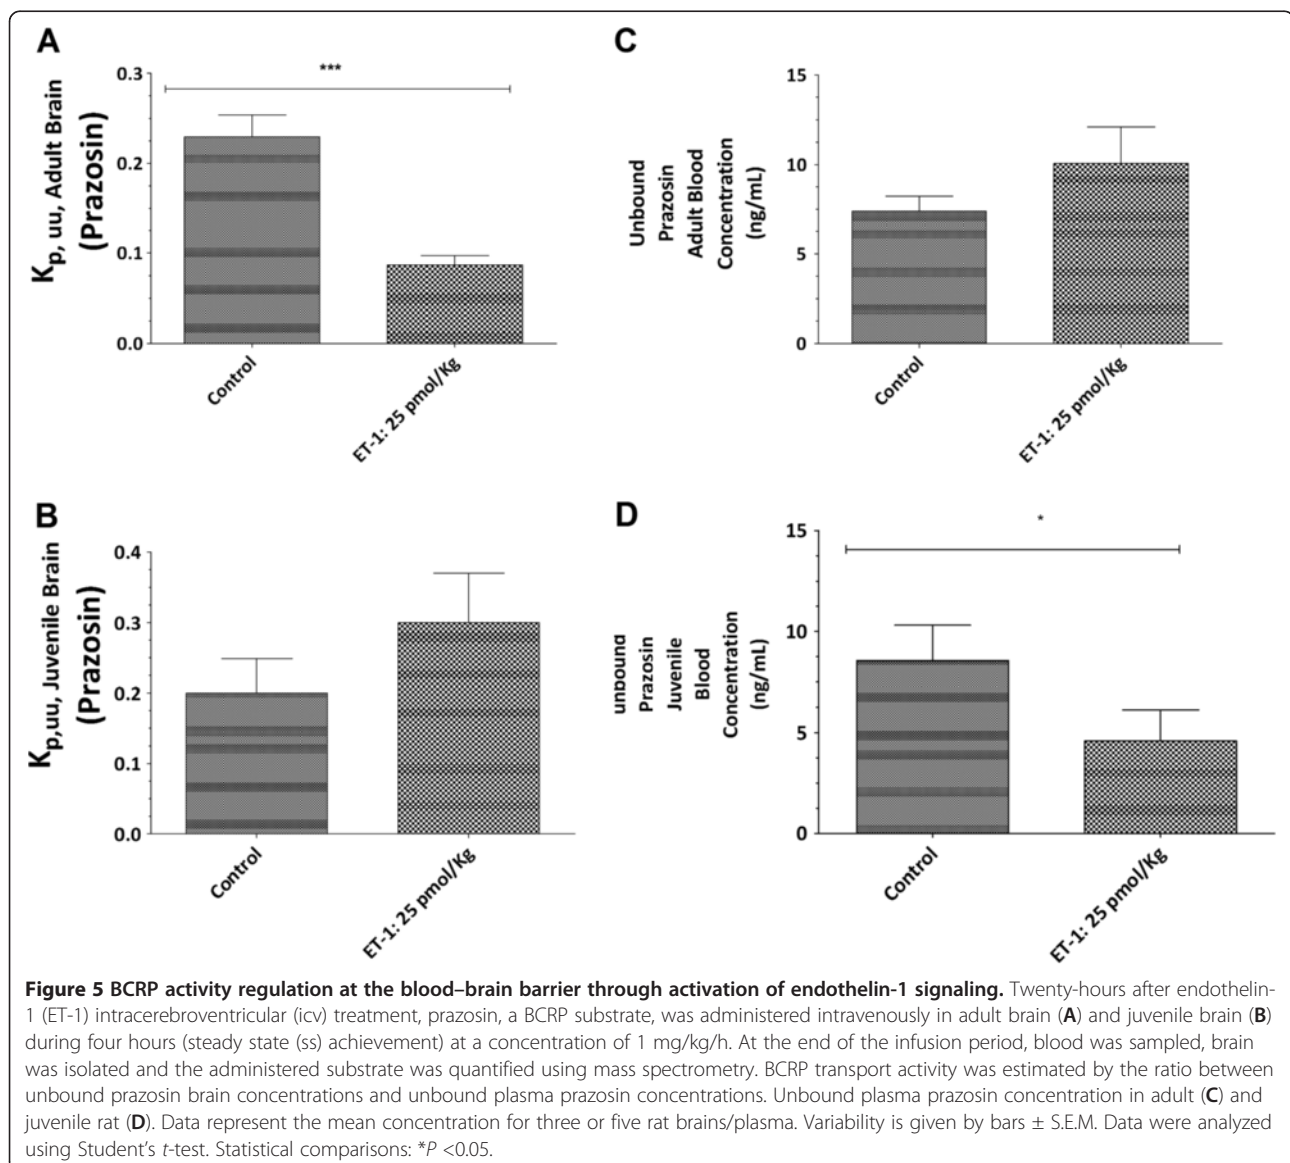 A
K p, uu, Adult Brain
(Prazosin)
0.3
0.2
0.1
0.0
***
Control
ET-1: 25 pmol/Kg
C
Unbound
Prazosin
Adult Blood
Concentration
(ng/mL)
15
10
5
0
Control
ET-1: 25 pmol/Kg
B
K p,uu, Juvenile Brain
(Prazosin)
0.4
0.3
0.2
0.1
0.0
Control
ET-1: 25 pmol/Kg
D
unbound
Prazosin
Juvenile
Blood
Concentration
(ng/mL)
15
10
5
0
*
Control
ET-1: 25 pmol/Kg
Figure 5 BCRP activity regulation at the blood–brain barrier through activation of endothelin-1 signaling. Twenty-hours after endothelin-
1 (ET-1) intracerebroventricular (icv) treatment, prazosin, a BCRP substrate, was administered intravenously in adult brain (A) and juvenile brain (B)
during four hours (steady state (ss) achievement) at a concentration of 1 mg/kg/h. At the end of the infusion period, blood was sampled, brain
was isolated and the administered substrate was quantified using mass spectrometry. BCRP transport activity was estimated by the ratio between
unbound prazosin brain concentrations and unbound plasma prazosin concentrations. Unbound plasma prazosin concentration in adult (C) and
juvenile rat (D). Data represent the mean concentration for three or five rat brains/plasma. Variability is given by bars ± S.E.M. Data were analyzed
using Student's t-test. Statistical comparisons: *P <0.05.